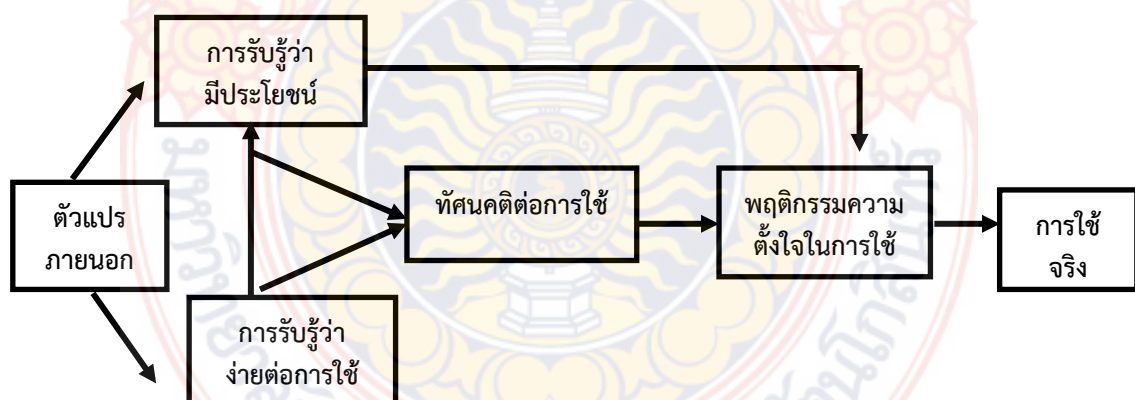 การรับรู้ว่า
มีประโยชน์
ตัวแปร
ภายนอก
ทัศนคติต่อการใช้
พฤติกรรมความ
ตั้งใจในการใช้
การใช้
จริง
การรับรู้ว่า
ง่ายต่อการใช้